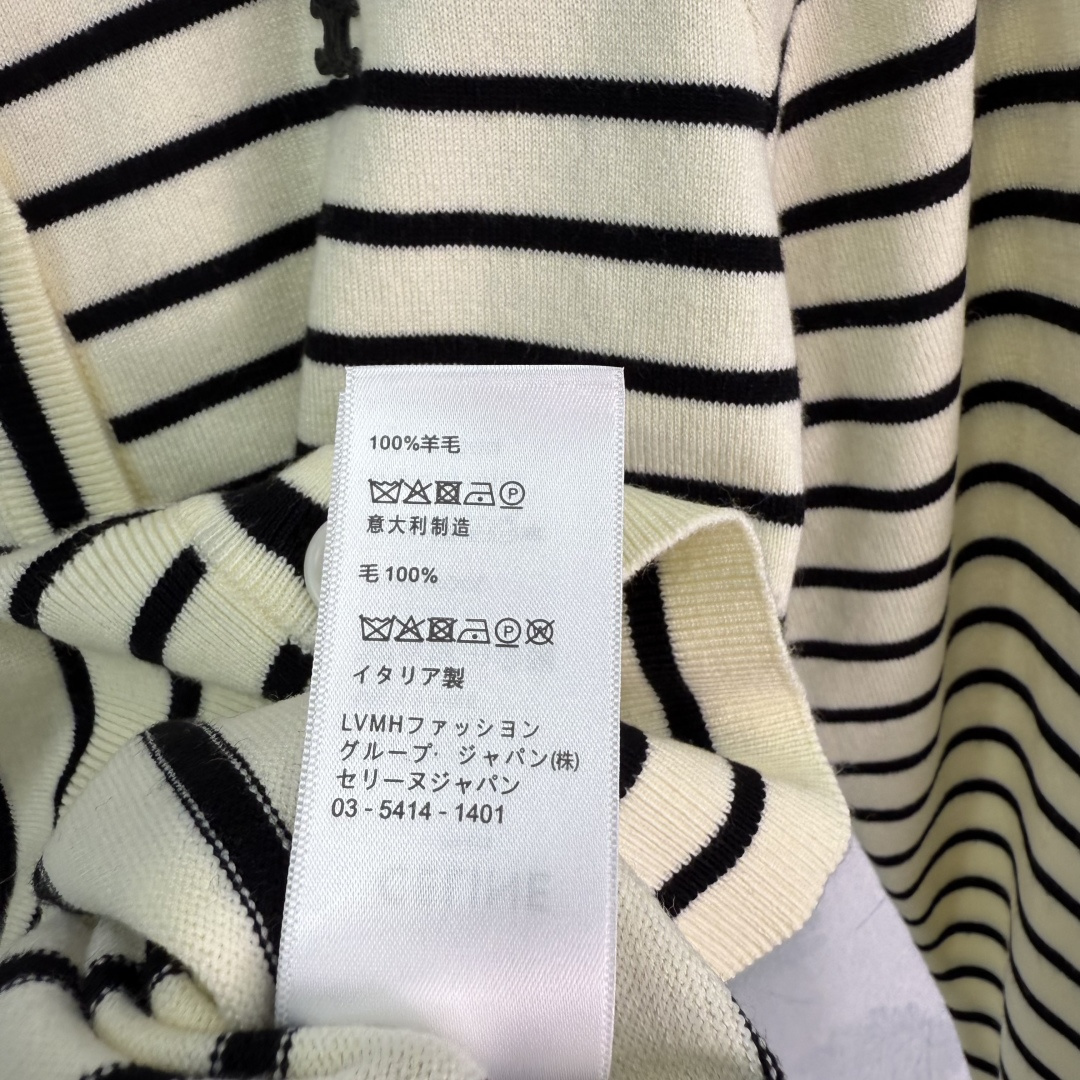 100%羊毛
P
意大利制造
毛 100%
P
イタリア製
LVMHファッション
グループ・ ジャパン(株)
セリーヌジャパン
03 - 5414 - 1401